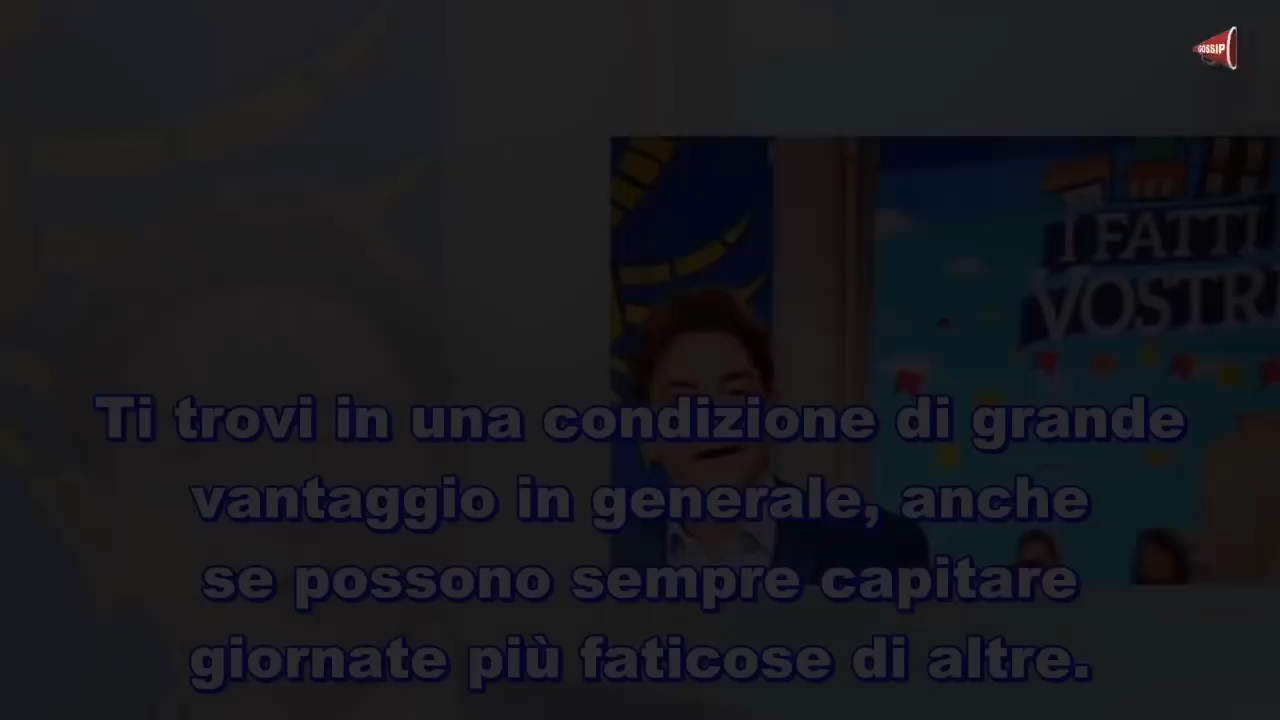 GOSSIP
I FATTI
VOSTRI
Ti trovi in una condizione di grande
vantaggio in generale, anche
se possono sempre capitare
giornate più faticose di altre.